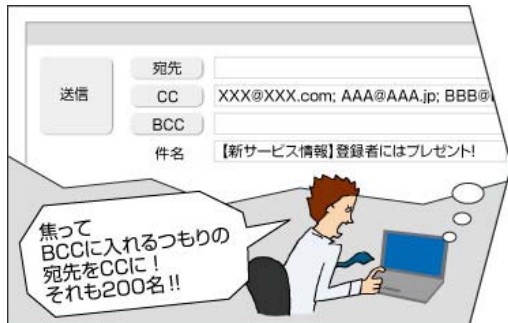 宛先
送信
CC XXX@XXX.com; AAA@AAA.jp; BBB@
BCC
件名 【新サービス情報】登録者にはプレゼント!
焦って
BCCに入れるつもりの
宛先をCCに!
それも200名!!